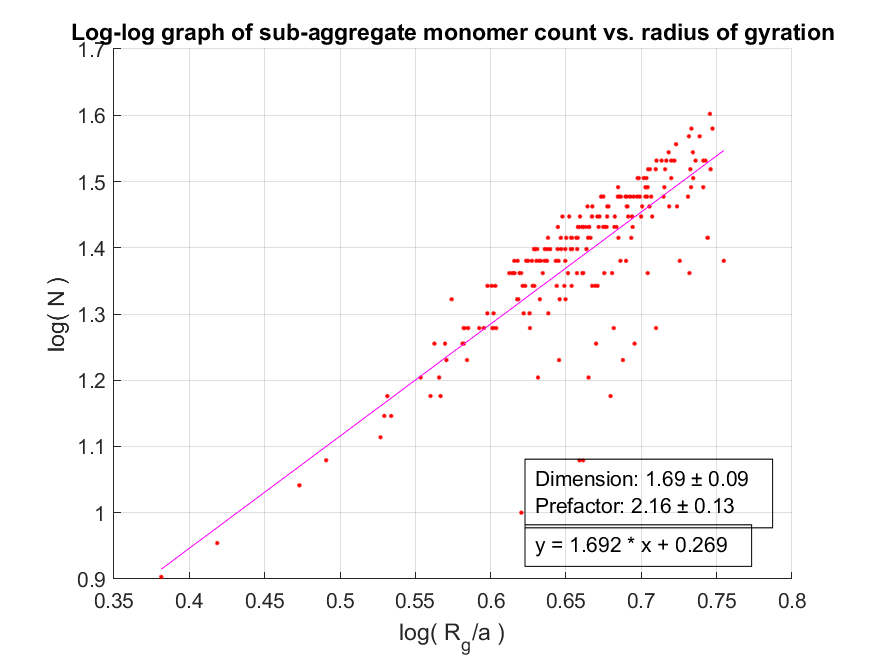 Log-log graph of sub-aggregate monomer count vs. radius of gyration
1.7
1.6
1.5
1.4
1.3
1.2
1.1
1
0.9
log( N )
Dimension: 1.69 ± 0.09
Prefactor: 2.16 ± 0.13
y = 1.692 * x + 0.269
0.35 0.4 0.45 0.5 0.55 0.6 0.65 0.7 0.75 0.8
log( R_g/a )